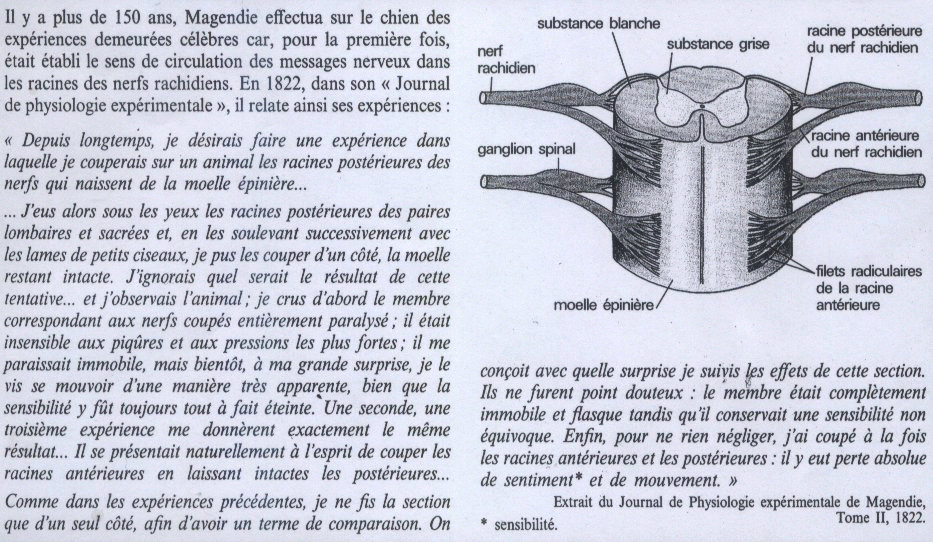 Il y a plus de 150 ans, Magendie effectua sur le chien des
expériences demeurées célèbres car, pour la première fois,
était établi le sens de circulation des messages nerveux dans
les racines des nerfs rachidiens. En 1822, dans son « Journal
de physiologie expérimentale », il relate ainsi ses expériences :
« Depuis longtemps, je désirais faire une expérience dans
laquelle je couperais sur un animal les racines postérieures des
nerfs qui naissent de la moelle épinière...
... J'eus alors sous les yeux les racines postérieures des paires
lombaires et sacrées et, en les soulevant successivement avec
les lames de petits ciseaux, je pus les couper d'un côté, la moelle
restant intacte. J'ignorais quel serait le résultat de cette
tentative... et j'observais l'animal ; je crus d'abord le membre
correspondant aux nerfs coupés entièrement paralysé ; il était
insensible aux piqûres et aux pressions les plus fortes ; il me
paraissait immobile, mais bientôt, à ma grande surprise, je le
vis se mouvoir d'une manière très apparente, bien que la
sensibilité y fût toujours tout à fait éteinte. Une seconde, une
troisième expérience me donnèrent exactement le même
résultat... Il se présentait naturellement à l'esprit de couper les
racines antérieures en laissant intactes les postérieures...
Comme dans les expériences précédentes, je ne fis la section
que d'un seul côté, afin d'avoir un terme de comparaison. On
substance blanche
substance grise
racine postérieure
du nerf rachidien
nerf
rachidien
racine antérieure
du nerf rachidien
ganglion spinal
filets radiculaires
de la racine
antérieure
moelle épinière
conçoit avec quelle surprise je suivis les effets de cette section.
Ils ne furent point douteux : le membre était complètement
immobile et flasque tandis qu'il conservait une sensibilité non
équivoque. Enfin, pour ne rien négliger, j'ai coupé à la fois
les racines antérieures et les postérieures : il y eut perte absolue
de sentiment* et de mouvement. »
Extrait du Journal de Physiologie expérimentale de Magendie,
Tome II, 1822.
* sensibilité.